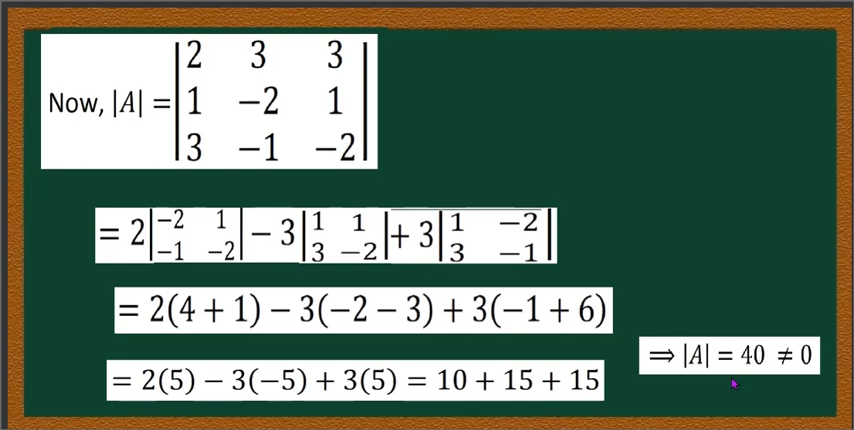 Now, |A| = |2 3 3|
|1 −2 1|
|3 −1 −2|
= 2|−2 1| − 3|1 1| + 3|1 −2|
|−1 −2| |3 −2| |3 −1|
= 2(4 + 1) − 3(−2 − 3) + 3(−1 + 6)
= 2(5) − 3(−5) + 3(5) = 10 + 15 + 15
⟹ |A| = 40 ≠ 0